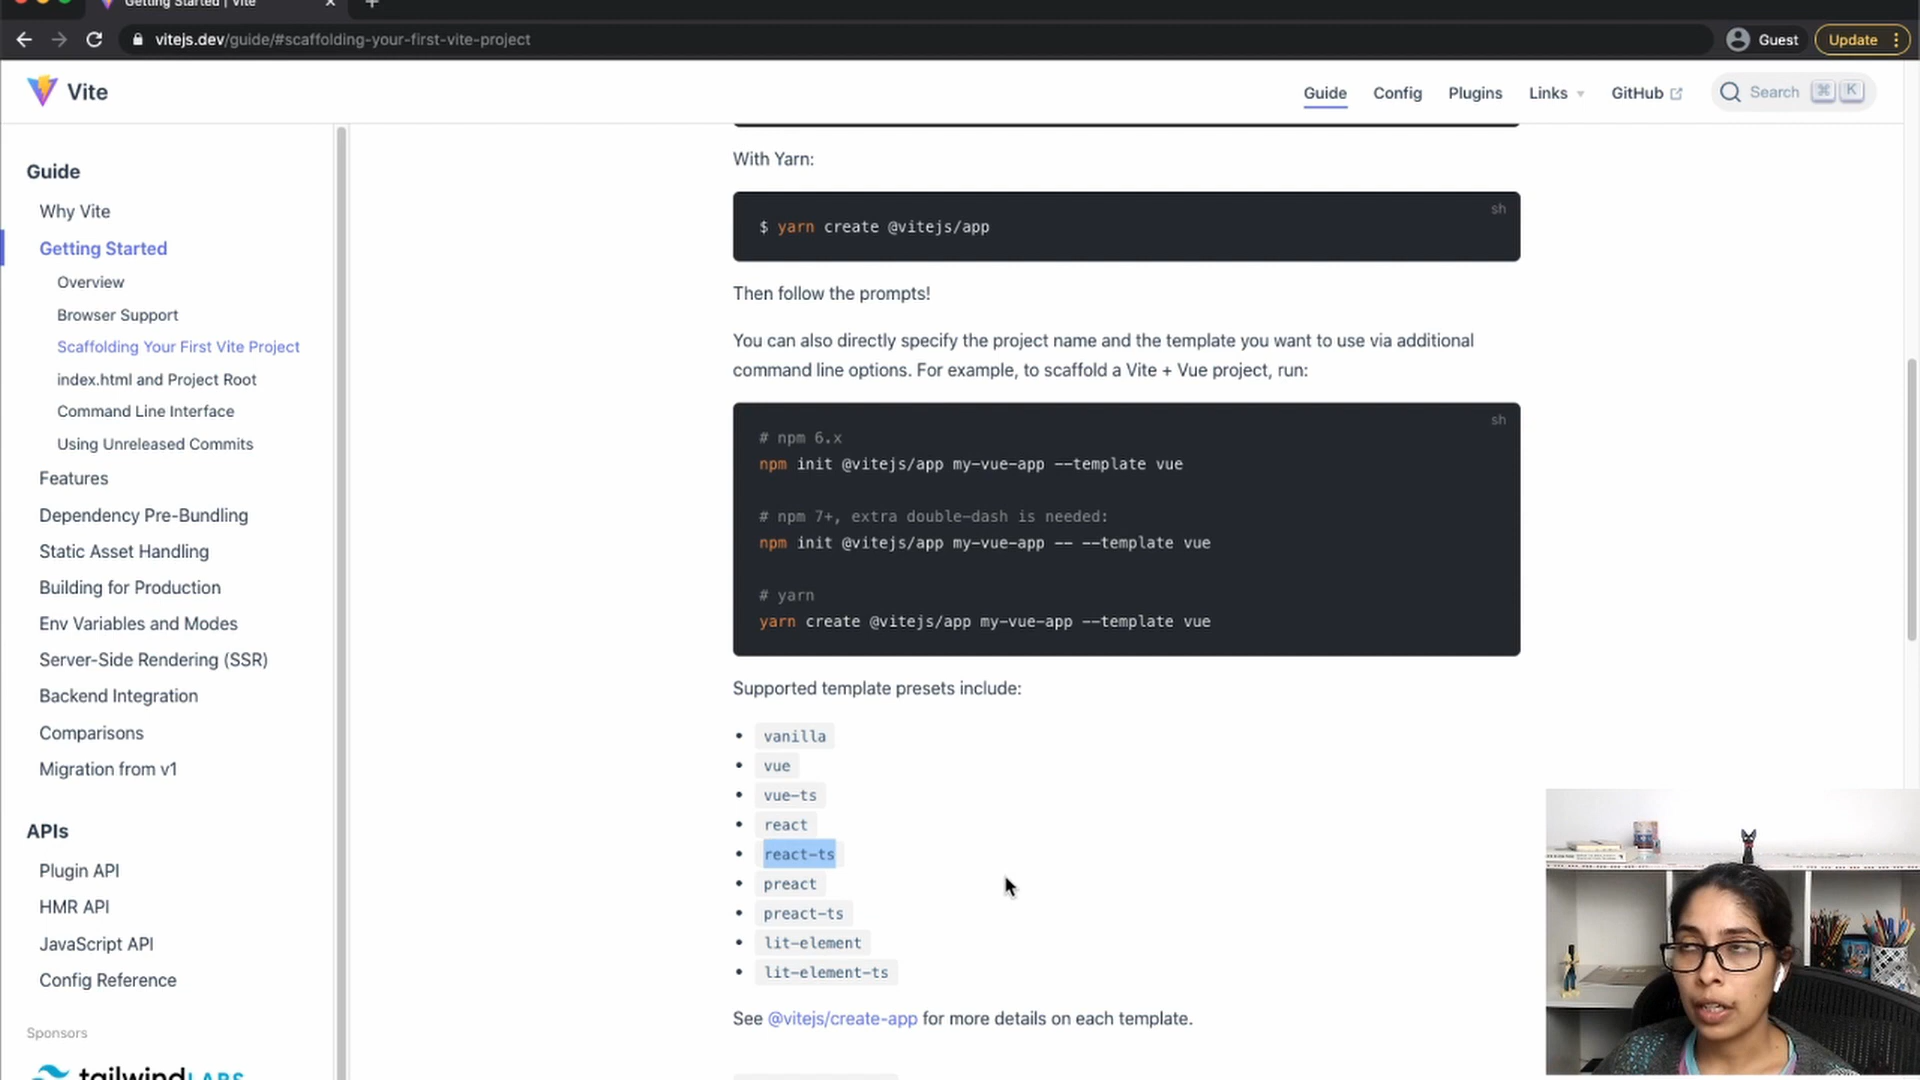 Getting Started | Vite
vitejs.dev/guide/#scaffolding-your-first-vite-project
Guest
Update
Vite
Guide
Config
Plugins
Links
GitHub
Search
⌘ K
Guide
Why Vite
Getting Started
Overview
Browser Support
Scaffolding Your First Vite Project
index.html and Project Root
Command Line Interface
Using Unreleased Commits
Features
Dependency Pre-Bundling
Static Asset Handling
Building for Production
Env Variables and Modes
Server-Side Rendering (SSR)
Backend Integration
Comparisons
Migration from v1
APIs
Plugin API
HMR API
JavaScript API
Config Reference
Sponsors
tailwind LABS
With Yarn:
sh
$ yarn create @vitejs/app
Then follow the prompts!
You can also directly specify the project name and the template you want to use via additional
command line options. For example, to scaffold a Vite + Vue project, run:
sh
# npm 6.x
npm init @vitejs/app my-vue-app --template vue
# npm 7+, extra double-dash is needed:
npm init @vitejs/app my-vue-app -- --template vue
# yarn
yarn create @vitejs/app my-vue-app --template vue
Supported template presets include:
• vanilla
• vue
• vue-ts
• react
• react-ts
• preact
• preact-ts
• lit-element
• lit-element-ts
See @vitejs/create-app for more details on each template.